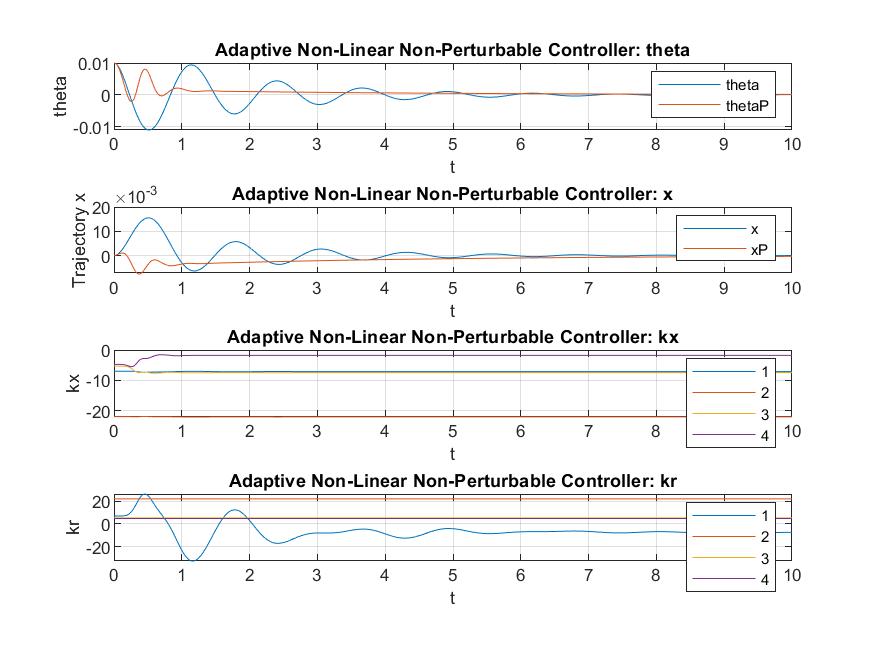 Adaptive Non-Linear Non-Perturbable Controller: theta
0.01
0
-0.01
theta
theta
thetaP
0 1 2 3 4 5 6 7 8 9 10
t
Adaptive Non-Linear Non-Perturbable Controller: x
×10-3
20
10
0
Trajectory x
x
xP
0 1 2 3 4 5 6 7 8 9 10
t
Adaptive Non-Linear Non-Perturbable Controller: kx
0
-10
-20
kx
1
2
3
4
0 1 2 3 4 5 6 7 8 10
t
Adaptive Non-Linear Non-Perturbable Controller: kr
20
0
-20
kr
1
2
3
4
0 1 2 3 4 5 6 7 8 10
t